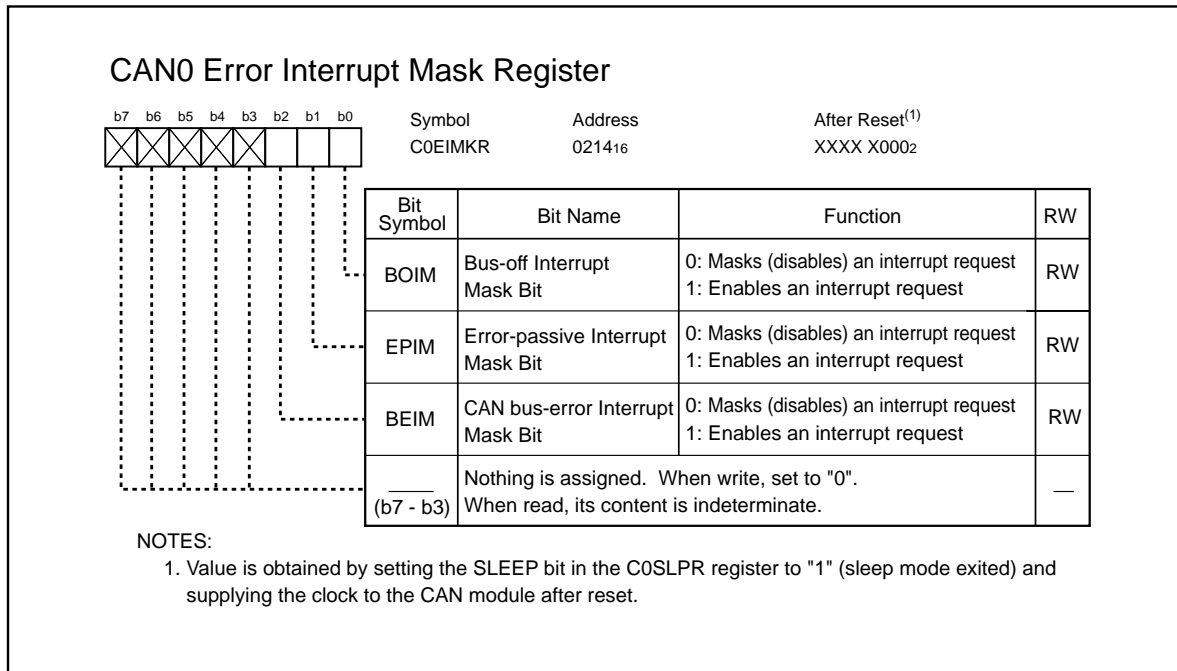 CAN0 Error Interrupt Mask Register
b7 b6 b5 b4 b3 b2 b1 b0
Symbol Address After Reset(1)
C0EIMKR 021416 XXXX X0002
Bit Symbol Bit Name Function RW
BOIM Bus-off Interrupt Mask Bit 0: Masks (disables) an interrupt request RW
1: Enables an interrupt request
EPIM Error-passive Interrupt Mask Bit 0: Masks (disables) an interrupt request RW
1: Enables an interrupt request
BEIM CAN bus-error Interrupt Mask Bit 0: Masks (disables) an interrupt request RW
1: Enables an interrupt request
(b7 - b3) Nothing is assigned. When write, set to "0". —
When read, its content is indeterminate.
NOTES:
1. Value is obtained by setting the SLEEP bit in the C0SLPR register to "1" (sleep mode exited) and
supplying the clock to the CAN module after reset.